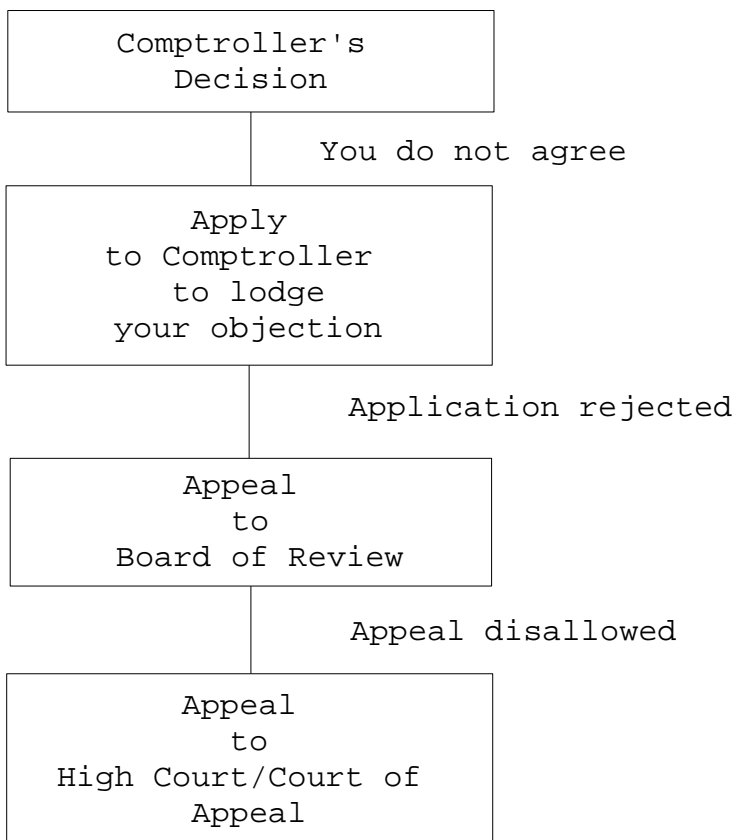 Comptroller's
Decision
You do not agree
Apply
to Comptroller
to lodge
your objection
Application rejected
Appeal
to
Board of Review
Appeal disallowed
Appeal
to
High Court/Court of
Appeal